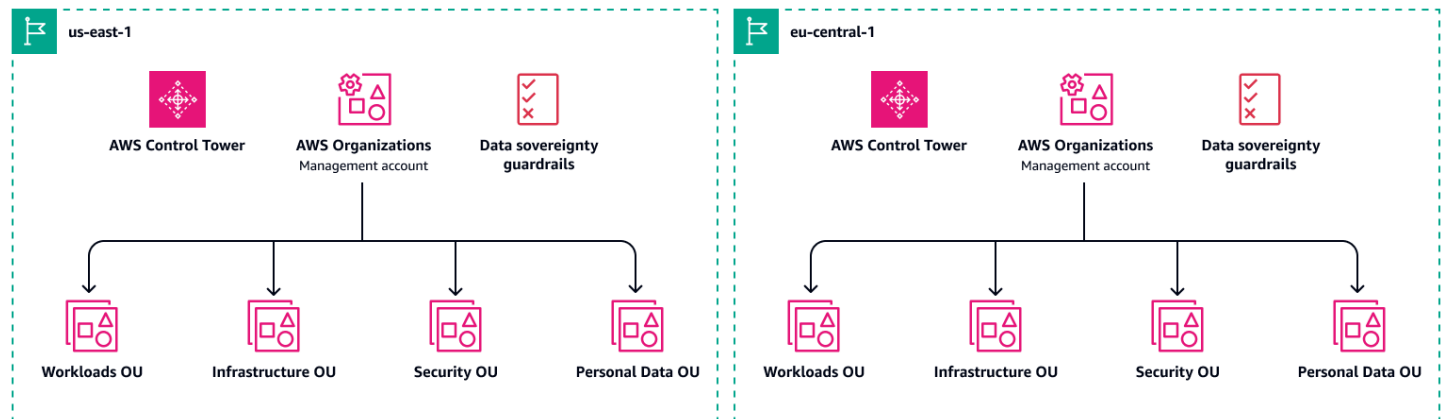 us-east-1
AWS Control Tower
AWS Organizations
Management account
Data sovereignty
guardrails
Workloads OU
Infrastructure OU
Security OU
Personal Data OU
eu-central-1
AWS Control Tower
AWS Organizations
Management account
Data sovereignty
guardrails
Workloads OU
Infrastructure OU
Security OU
Personal Data OU